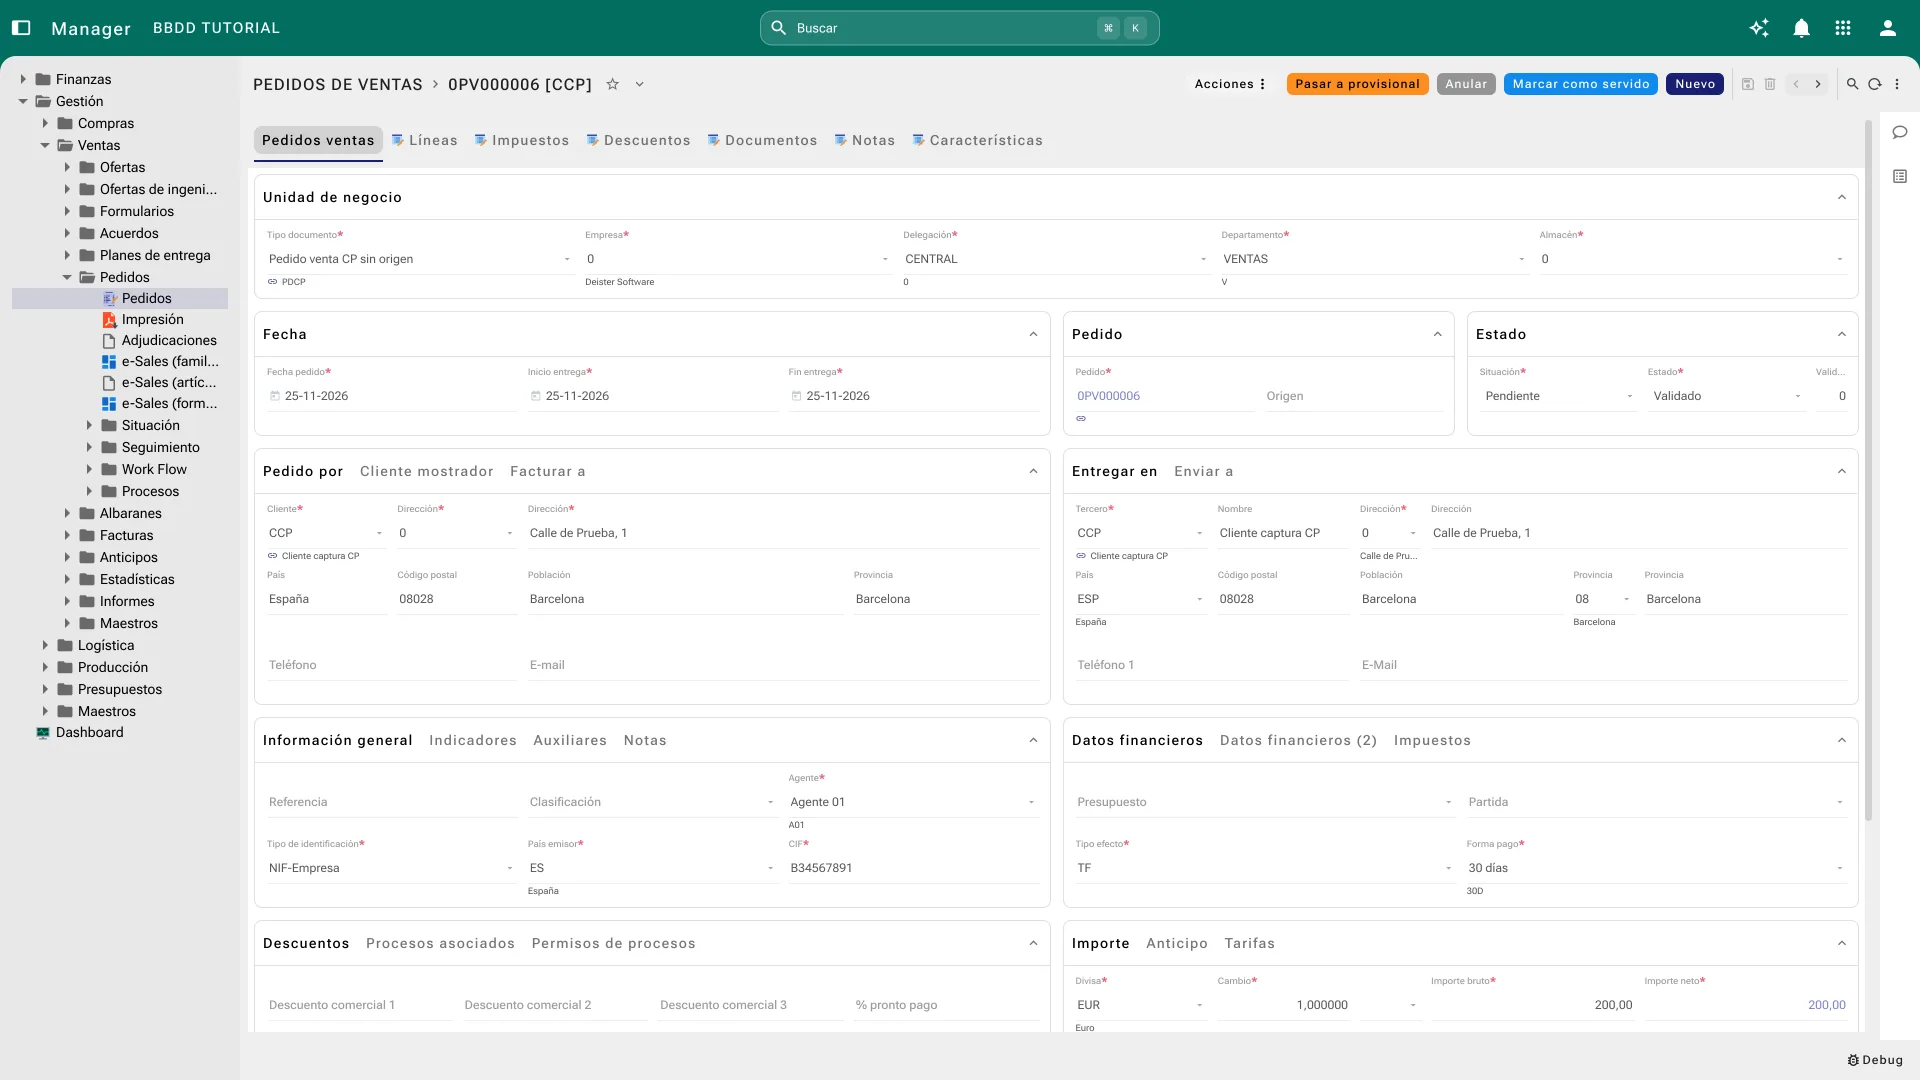 Manager
BBDD TUTORIAL
Buscar
⌘ K
Finanzas
Gestión
Compras
Ventas
Ofertas
Ofertas de ingeni...
Formularios
Acuerdos
Planes de entrega
Pedidos
Pedidos
Impresión
Adjudicaciones
e-Sales (famil...
e-Sales (artíc...
e-Sales (form...
Situación
Seguimiento
Work Flow
Procesos
Albaranes
Facturas
Anticipos
Estadísticas
Informes
Maestros
Logística
Producción
Presupuestos
Maestros
Dashboard
PEDIDOS DE VENTAS › 0PV000006 [CCP]
Acciones
Pasar a provisional
Anular
Marcar como servido
Nuevo
Pedidos ventas Líneas Impuestos Descuentos Documentos Notas Características
Unidad de negocio
Tipo documento* Empresa* Delegación* Departamento* Almacén*
Pedido venta CP sin origen 0 CENTRAL VENTAS 0
PDCP Deister Software 0 V
Fecha
Fecha pedido* Inicio entrega* Fin entrega*
25-11-2026 25-11-2026 25-11-2026
Pedido
Pedido*
0PV000006 Origen
Estado
Situación* Estado* Valid...
Pendiente Validado 0
Pedido por Cliente mostrador Facturar a
Cliente* Dirección* Dirección*
CCP 0 Calle de Prueba, 1
Cliente captura CP
País Código postal Población Provincia
España 08028 Barcelona Barcelona
Teléfono E-mail
Entregar en Enviar a
Tercero* Nombre Dirección* Dirección
CCP Cliente captura CP 0 Calle de Prueba, 1
Cliente captura CP Calle de Pru...
País Código postal Población Provincia Provincia
ESP 08028 Barcelona 08 Barcelona
España Barcelona
Teléfono 1 E-Mail
Información general Indicadores Auxiliares Notas
Agente*
Referencia Clasificación Agente 01
A01
Tipo de identificación* País emisor* CIF*
NIF-Empresa ES B34567891
España
Datos financieros Datos financieros (2) Impuestos
Presupuesto Partida
Tipo efecto* Forma pago*
TF 30 días
30D
Descuentos Procesos asociados Permisos de procesos
Descuento comercial 1 Descuento comercial 2 Descuento comercial 3 % pronto pago
Importe Anticipo Tarifas
Divisa* Cambio* Importe bruto* Importe neto*
EUR 1,000000 200,00 200,00
Euro
Debug